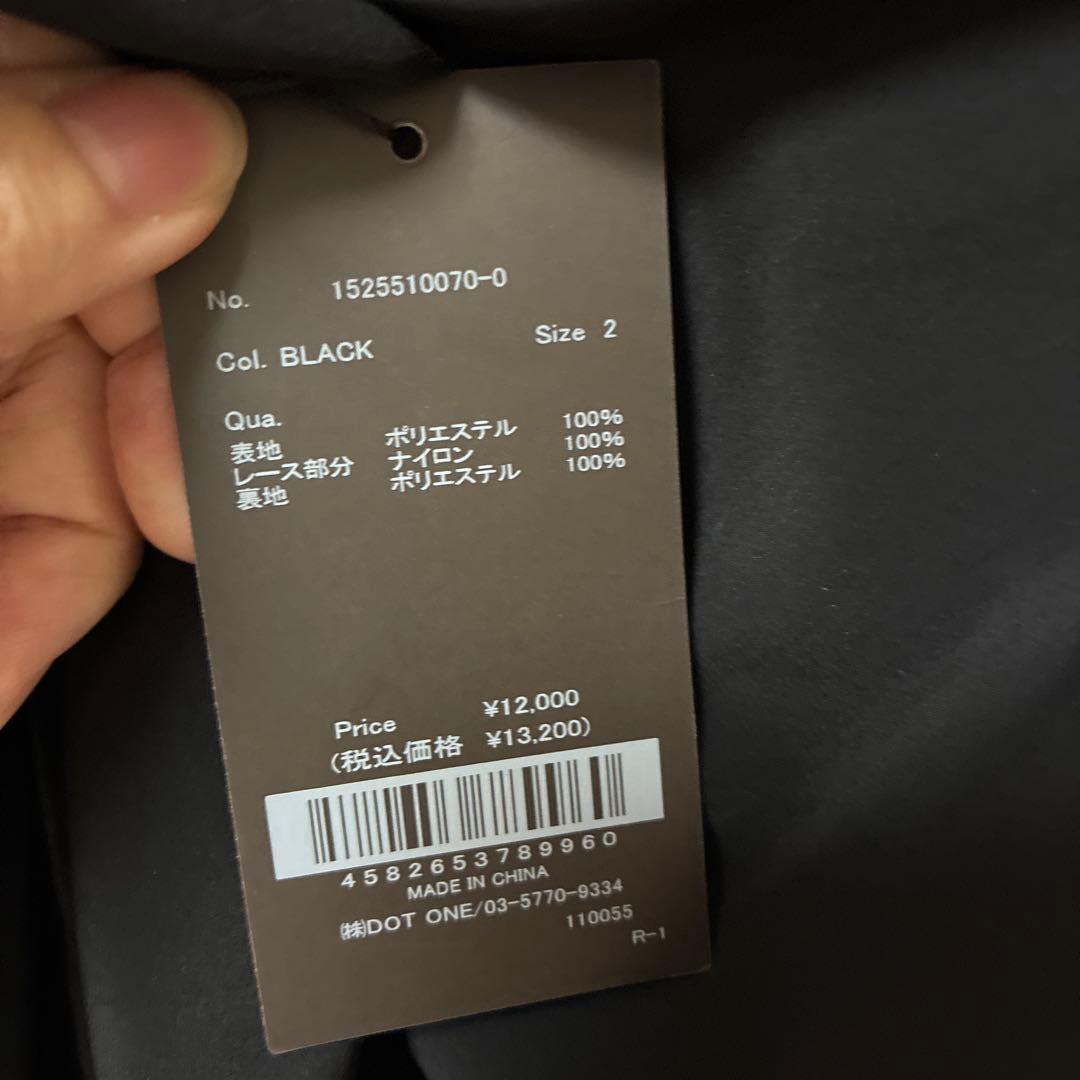 No. 1525510070-0
Col. BLACK Size 2
Qua.
表地 ポリエステル 100%
レース部分 ナイロン 100%
裏地 ポリエステル 100%
Price ¥12,000
(税込価格 ¥13,200)
4582653789960
MADE IN CHINA
㈱DOT ONE/03-5770-9334
110055
R-1